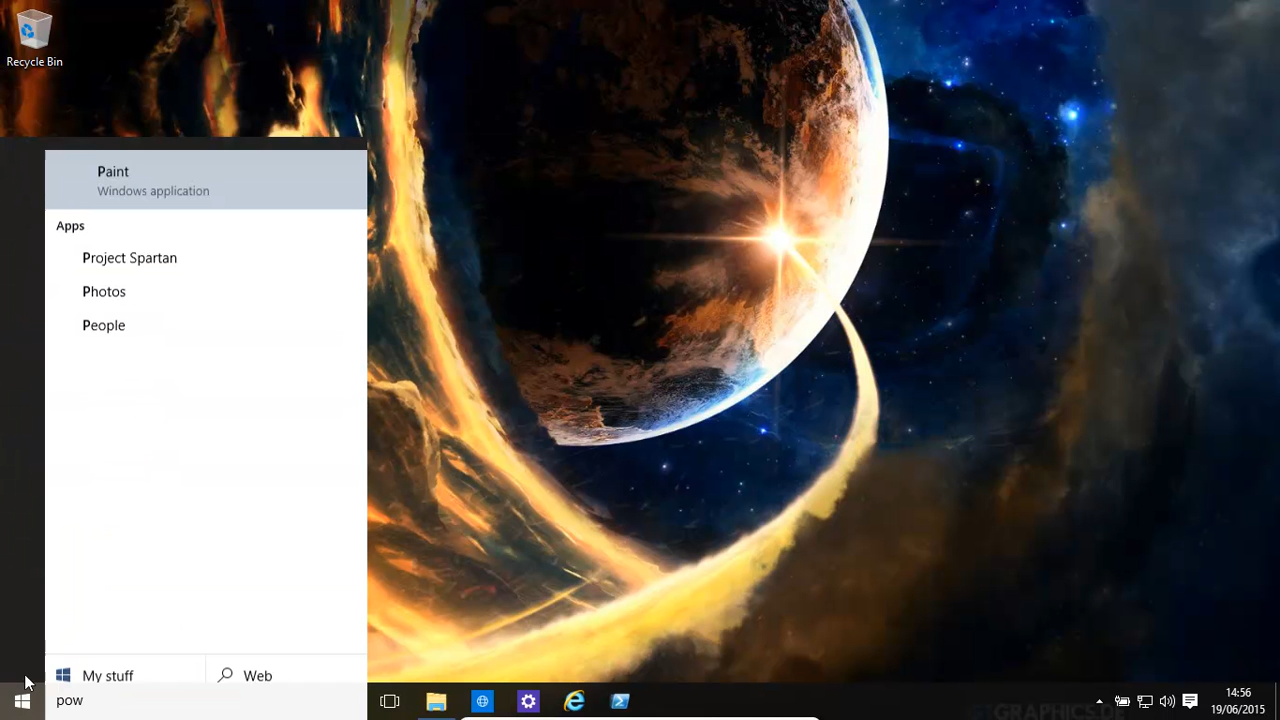 Recycle Bin
Paint
Windows application
Apps
Project Spartan
Photos
People
My stuff
Web
pow
14:56
19/06/2015